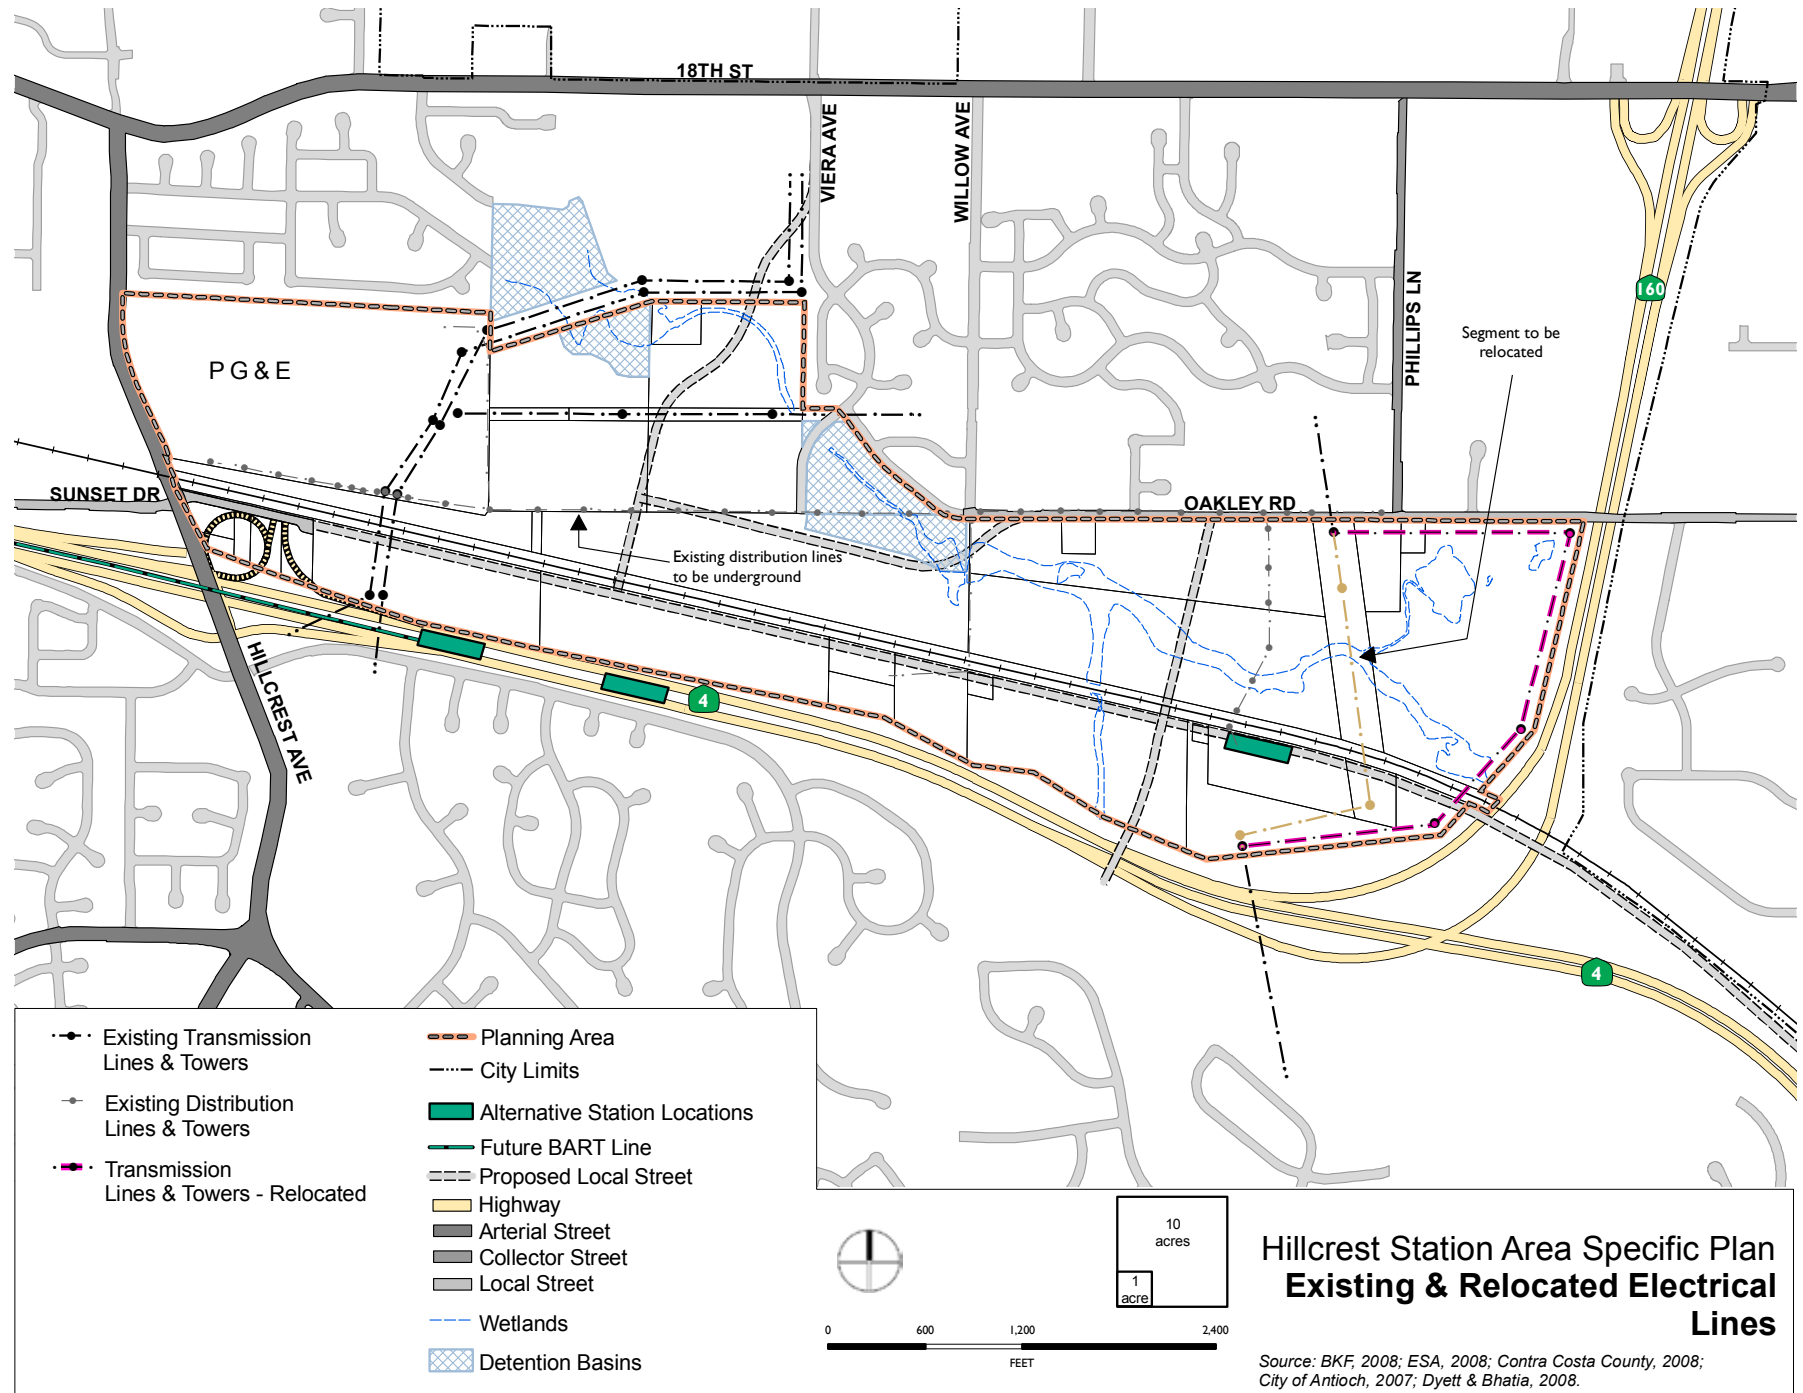 18TH ST
VIERA AVE
WILLOW AVE
PHILLIPS LN
160
Segment to be
relocated
PG&E
SUNSET DR
OAKLEY RD
Existing distribution lines
to be underground
HILLCREST AVE
4
4
Existing Transmission
Lines & Towers
Existing Distribution
Lines & Towers
Transmission
Lines & Towers - Relocated
Planning Area
City Limits
Alternative Station Locations
Future BART Line
Proposed Local Street
Highway
Arterial Street
Collector Street
Local Street
Wetlands
Detention Basins
10
acres
1
acre
0 600 1,200 2,400
FEET
Hillcrest Station Area Specific Plan
Existing & Relocated Electrical
Lines
Source: BKF, 2008; ESA, 2008; Contra Costa County, 2008;
City of Antioch, 2007; Dyett & Bhatia, 2008.